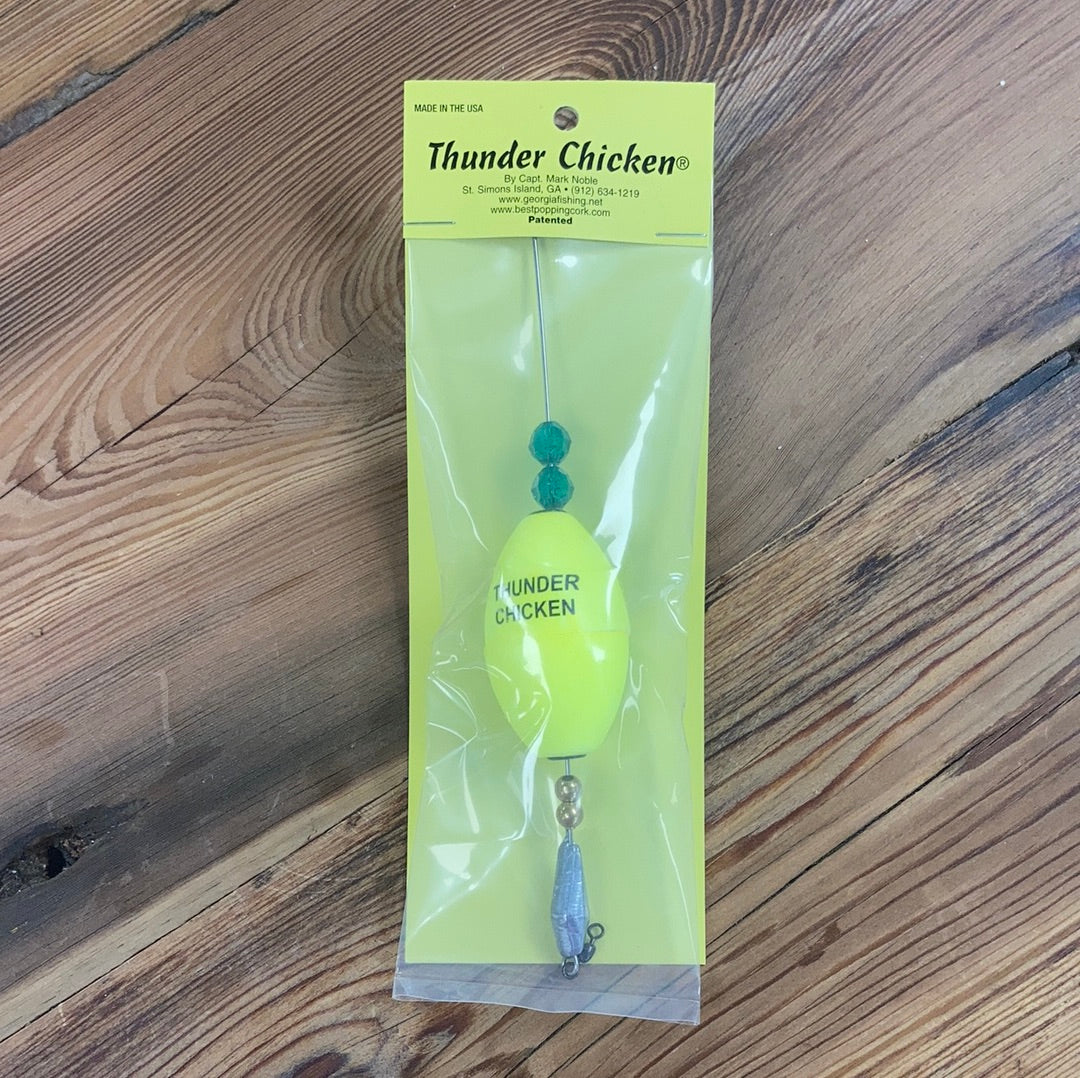 MADE IN THE USA
Thunder Chicken®
By Capt. Mark Noble
St. Simons Island, GA • (912) 634-1219
www.georgiafishing.net
www.bestpoppingcork.com
Patented
THUNDER
CHICKEN